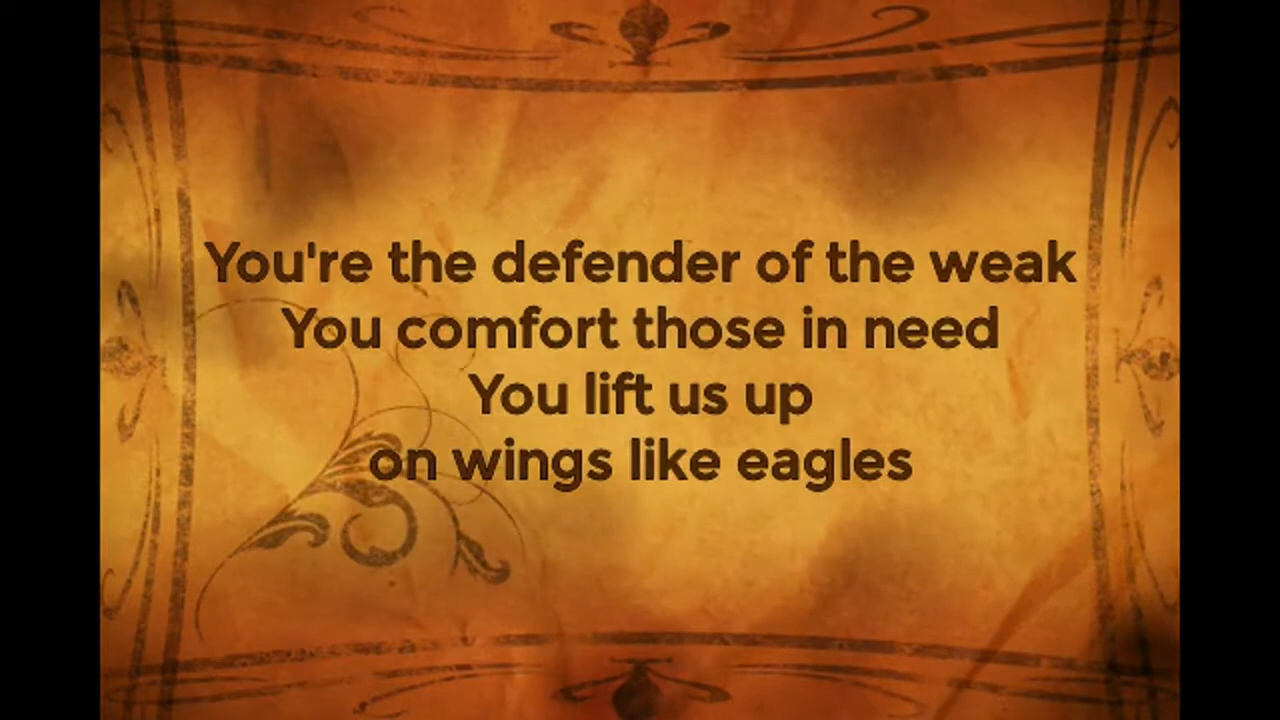 You're the defender of the weak
You comfort those in need
You lift us up
on wings like eagles